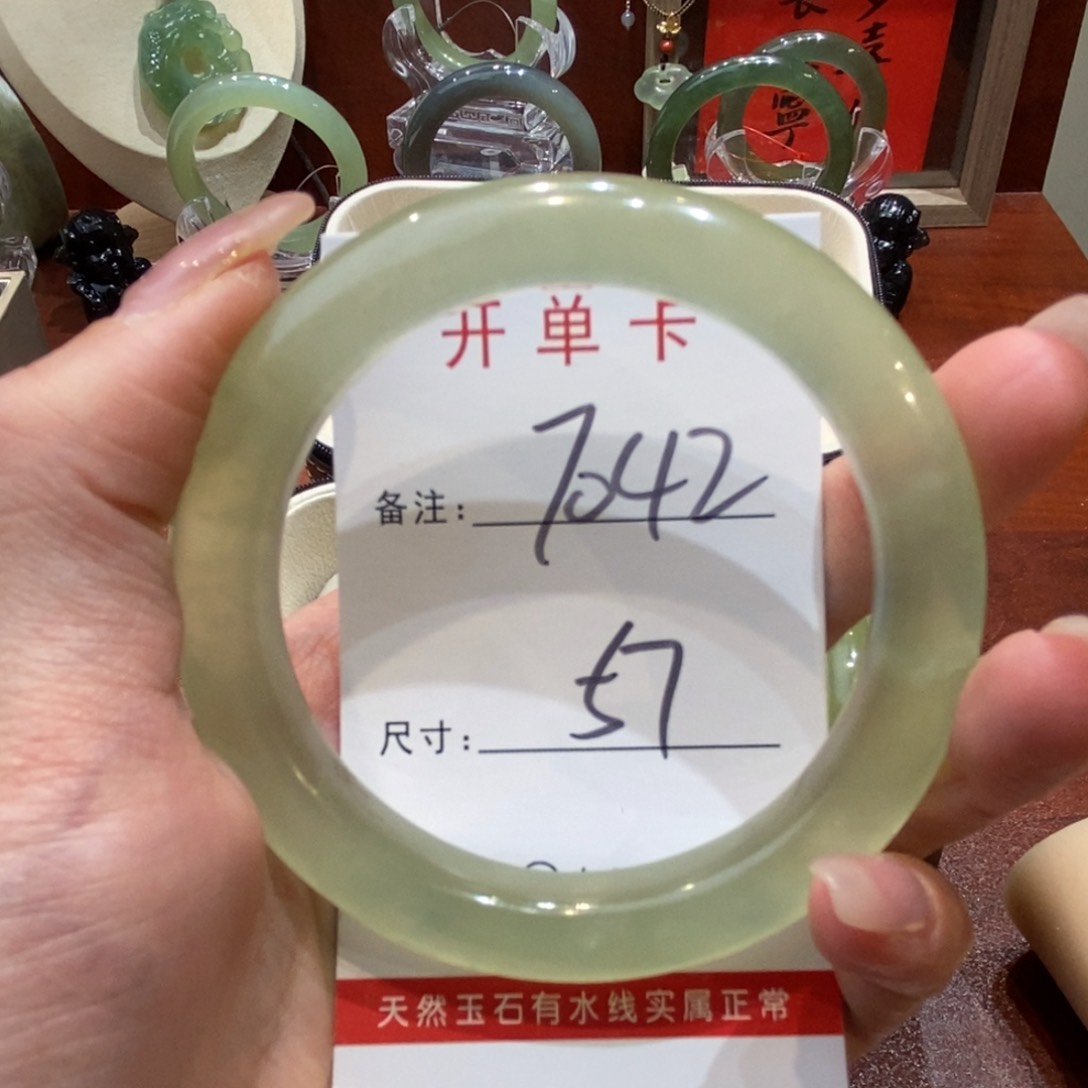 开单卡
备注: 7042
尺寸: 57
天然玉石有水线实属正常